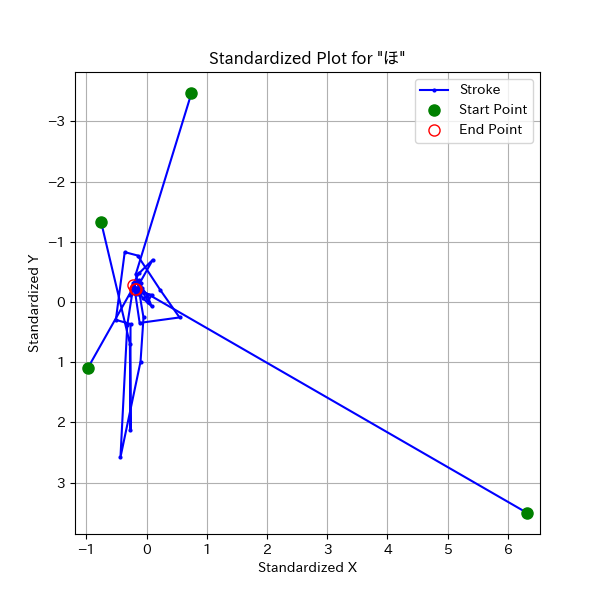 Standardized Plot for "ほ"
Stroke
Start Point
End Point
Standardized Y
−3
−2
−1
0
1
2
3
−1 0 1 2 3 4 5 6
Standardized X